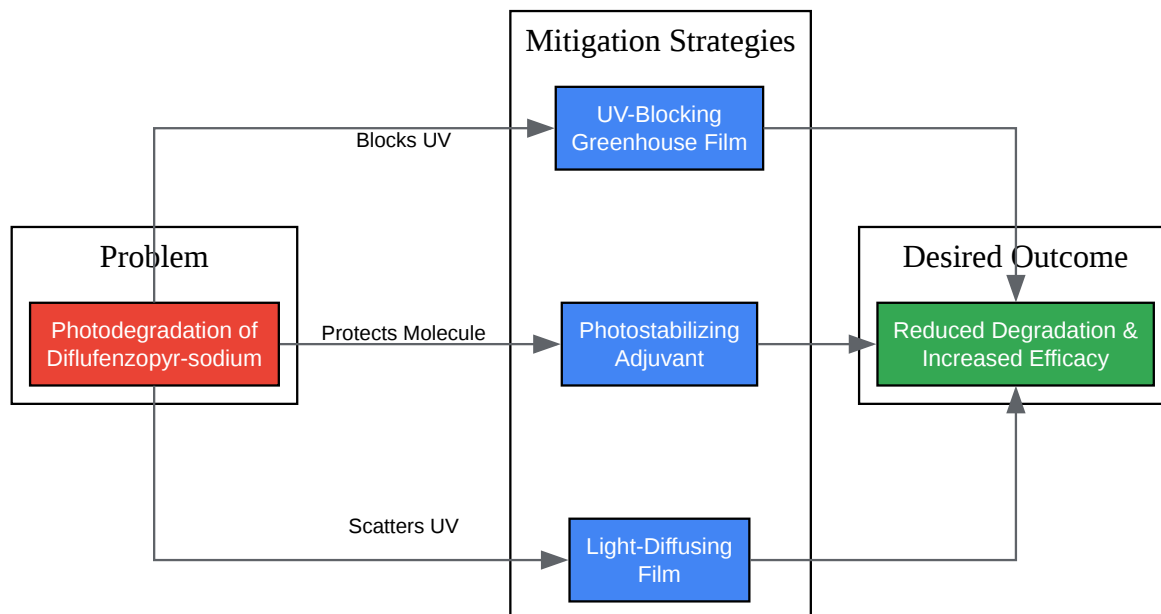 Mitigation Strategies
UV-Blocking
Greenhouse Film
Blocks UV
Problem
Desired Outcome
Photodegradation of
Diflufenzopyr-sodium
Protects Molecule
Photostabilizing
Adjuvant
Reduced Degradation &
Increased Efficacy
Scatters UV
Light-Diffusing
Film